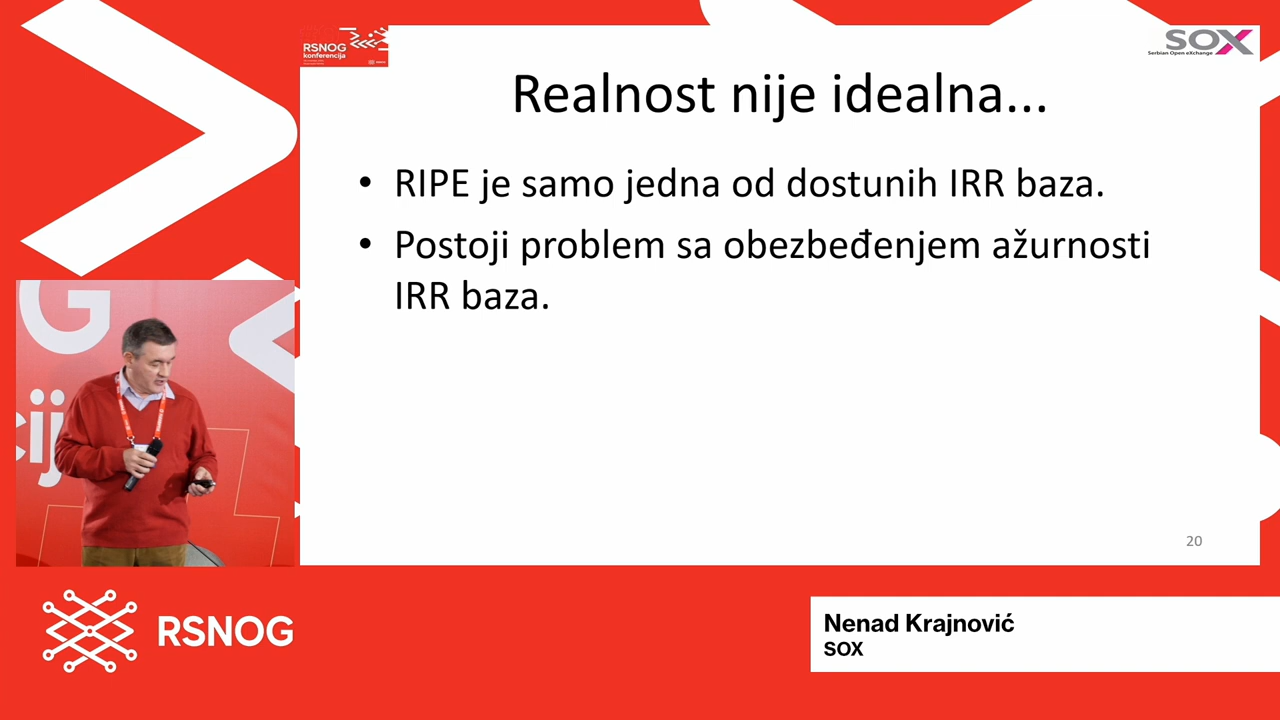 RSNOG
konferencija
SOX
Serbian Open eXchange
Realnost nije idealna...
• RIPE je samo jedna od dostunih IRR baza.
• Postoji problem sa obezbeđenjem ažurnosti
IRR baza.
20
G
cij
RSNOG
Nenad Krajnović
SOX